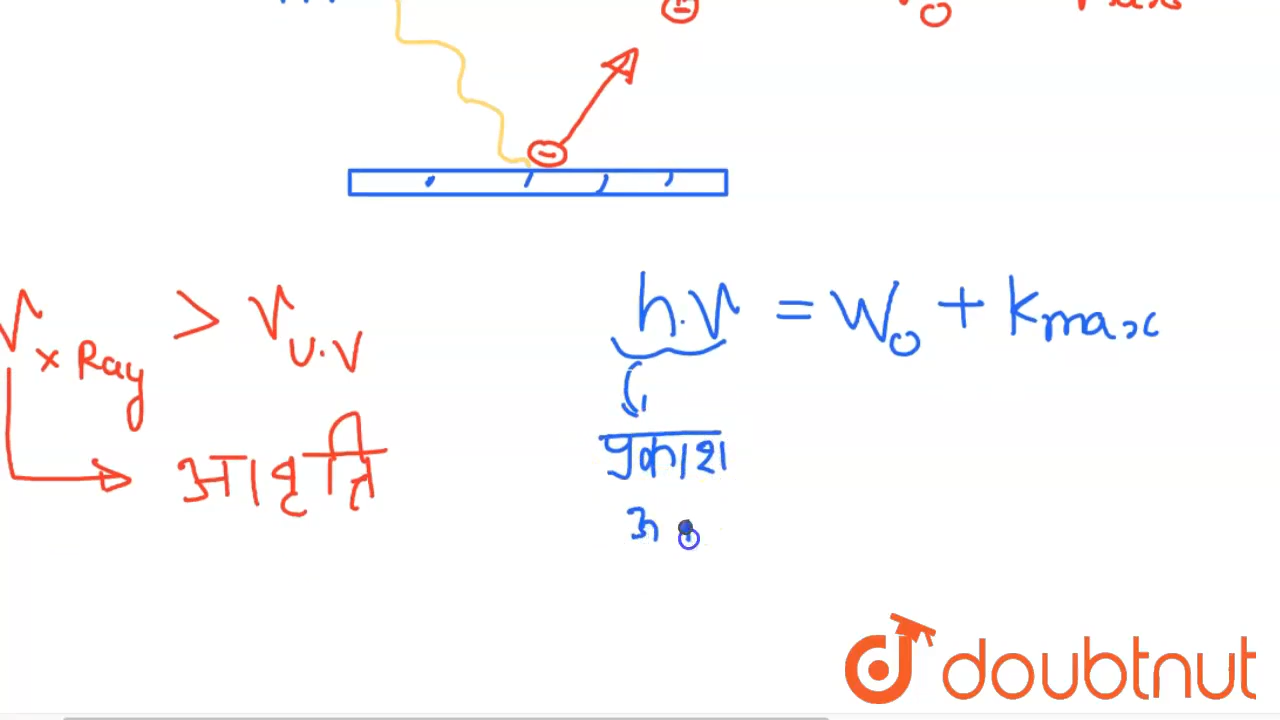 ν X Ray > ν U.V
आवृत्ति
h.ν = W0 + Kmax
प्रकाश
doubtnut